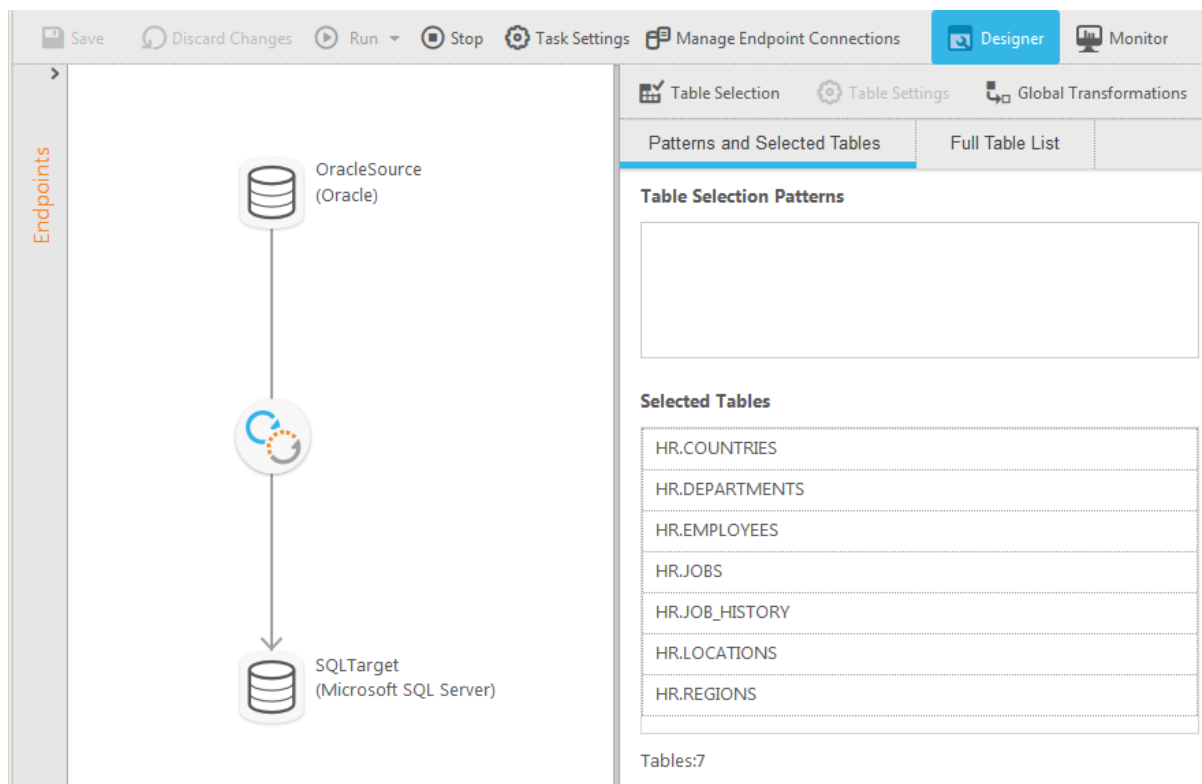 Save Discard Changes Run Stop Task Settings Manage Endpoint Connections Designer Monitor
Endpoints
OracleSource
(Oracle)
SQLTarget
(Microsoft SQL Server)
Table Selection Table Settings Global Transformations
Patterns and Selected Tables Full Table List
Table Selection Patterns
Selected Tables
HR.COUNTRIES
HR.DEPARTMENTS
HR.EMPLOYEES
HR.JOBS
HR.JOB_HISTORY
HR.LOCATIONS
HR.REGIONS
Tables:7